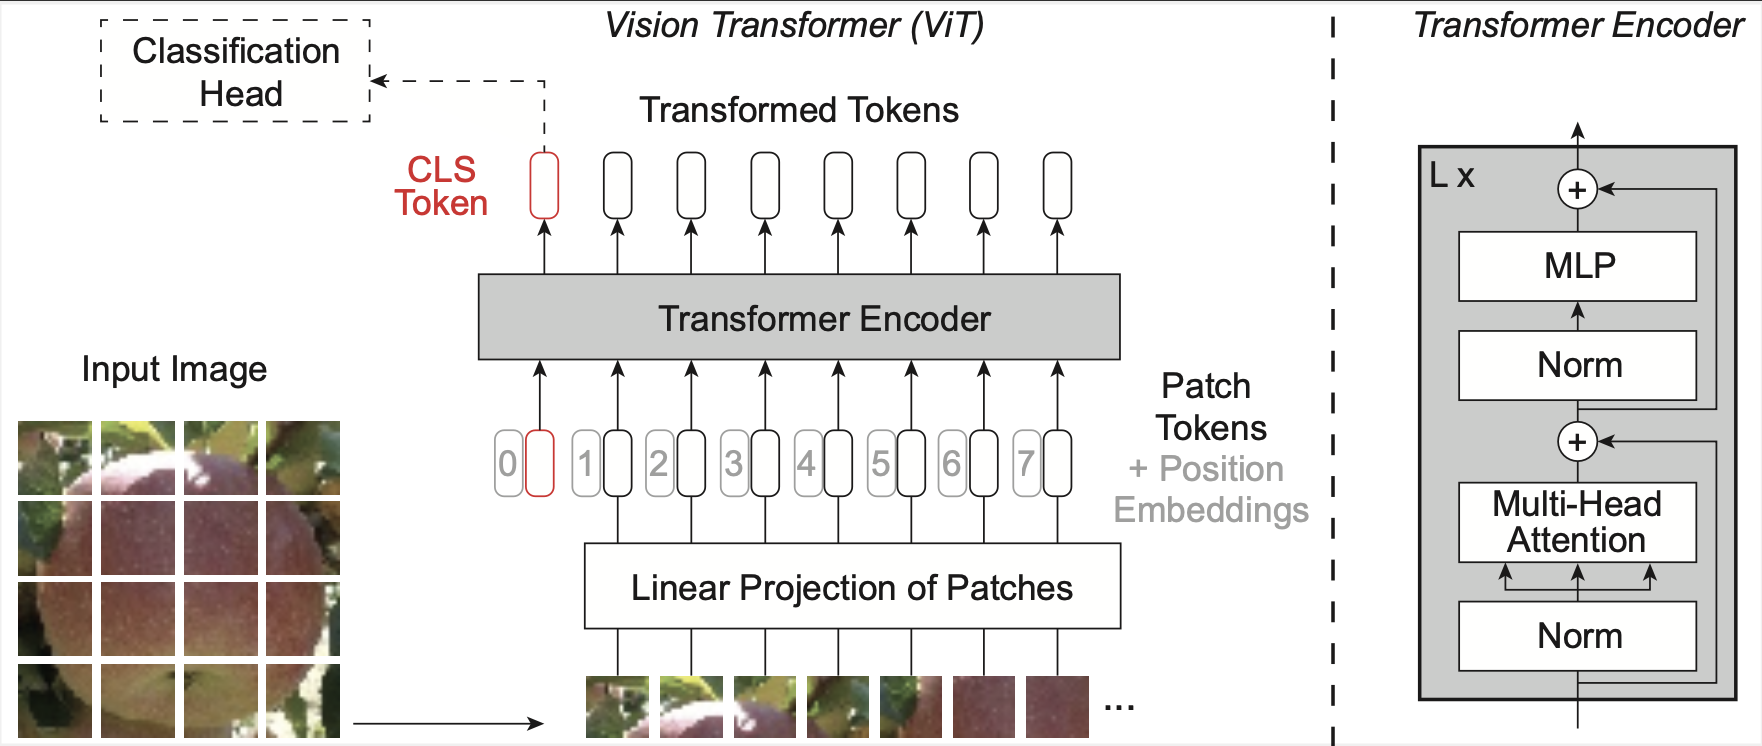 Vision Transformer (ViT)
Classification
Head
Transformed Tokens
CLS
Token
Transformer Encoder
Input Image
0 1 2 3 4 5 6 7
Patch
Tokens
+ Position
Embeddings
Linear Projection of Patches
...
Transformer Encoder
L x
+
MLP
Norm
+
Multi-Head
Attention
Norm